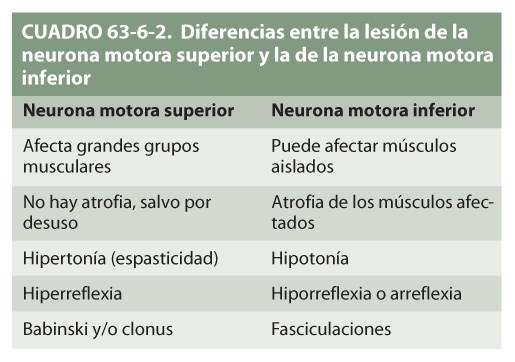 CUADRO 63-6-2. Diferencias entre la lesión de la
neurona motora superior y la de la neurona motora
inferior
Neurona motora superior Neurona motora inferior
Afecta grandes grupos
musculares
Puede afectar músculos
aislados
No hay atrofia, salvo por
desuso
Atrofia de los músculos afec-
tados
Hipertonía (espasticidad) Hipotonía
Hiperreflexia Hiporreflexia o arreflexia
Babinski y/o clonus Fasciculaciones